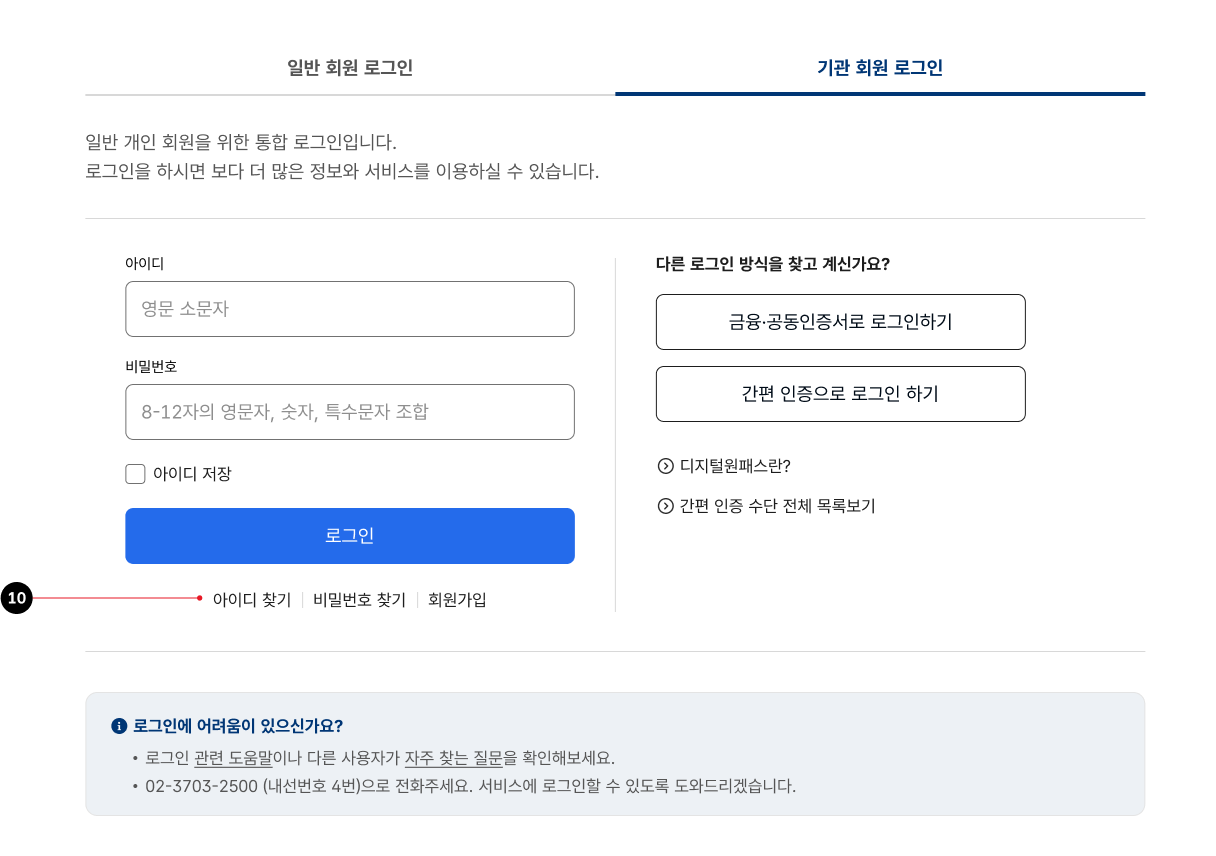 일반 회원 로그인
기관 회원 로그인
일반 개인 회원을 위한 통합 로그인입니다.
로그인을 하시면 보다 더 많은 정보와 서비스를 이용하실 수 있습니다.
아이디
영문 소문자
비밀번호
8-12자의 영문자, 숫자, 특수문자 조합
아이디 저장
로그인
10
아이디 찾기 | 비밀번호 찾기 | 회원가입
다른 로그인 방식을 찾고 계신가요?
금융·공동인증서로 로그인하기
간편 인증으로 로그인 하기
디지털원패스란?
간편 인증 수단 전체 목록보기
로그인에 어려움이 있으신가요?
• 로그인 관련 도움말이나 다른 사용자가 자주 찾는 질문을 확인해보세요.
• 02-3703-2500 (내선번호 4번)으로 전화주세요. 서비스에 로그인할 수 있도록 도와드리겠습니다.